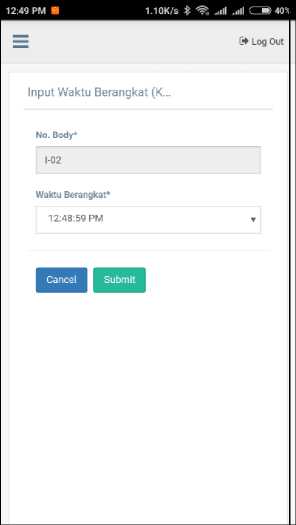 12:49 PM 1.10K/s 40%
Log Out
Input Waktu Berangkat (K...
No. Body*
I-02
Waktu Berangkat*
12:48:59 PM
Cancel Submit